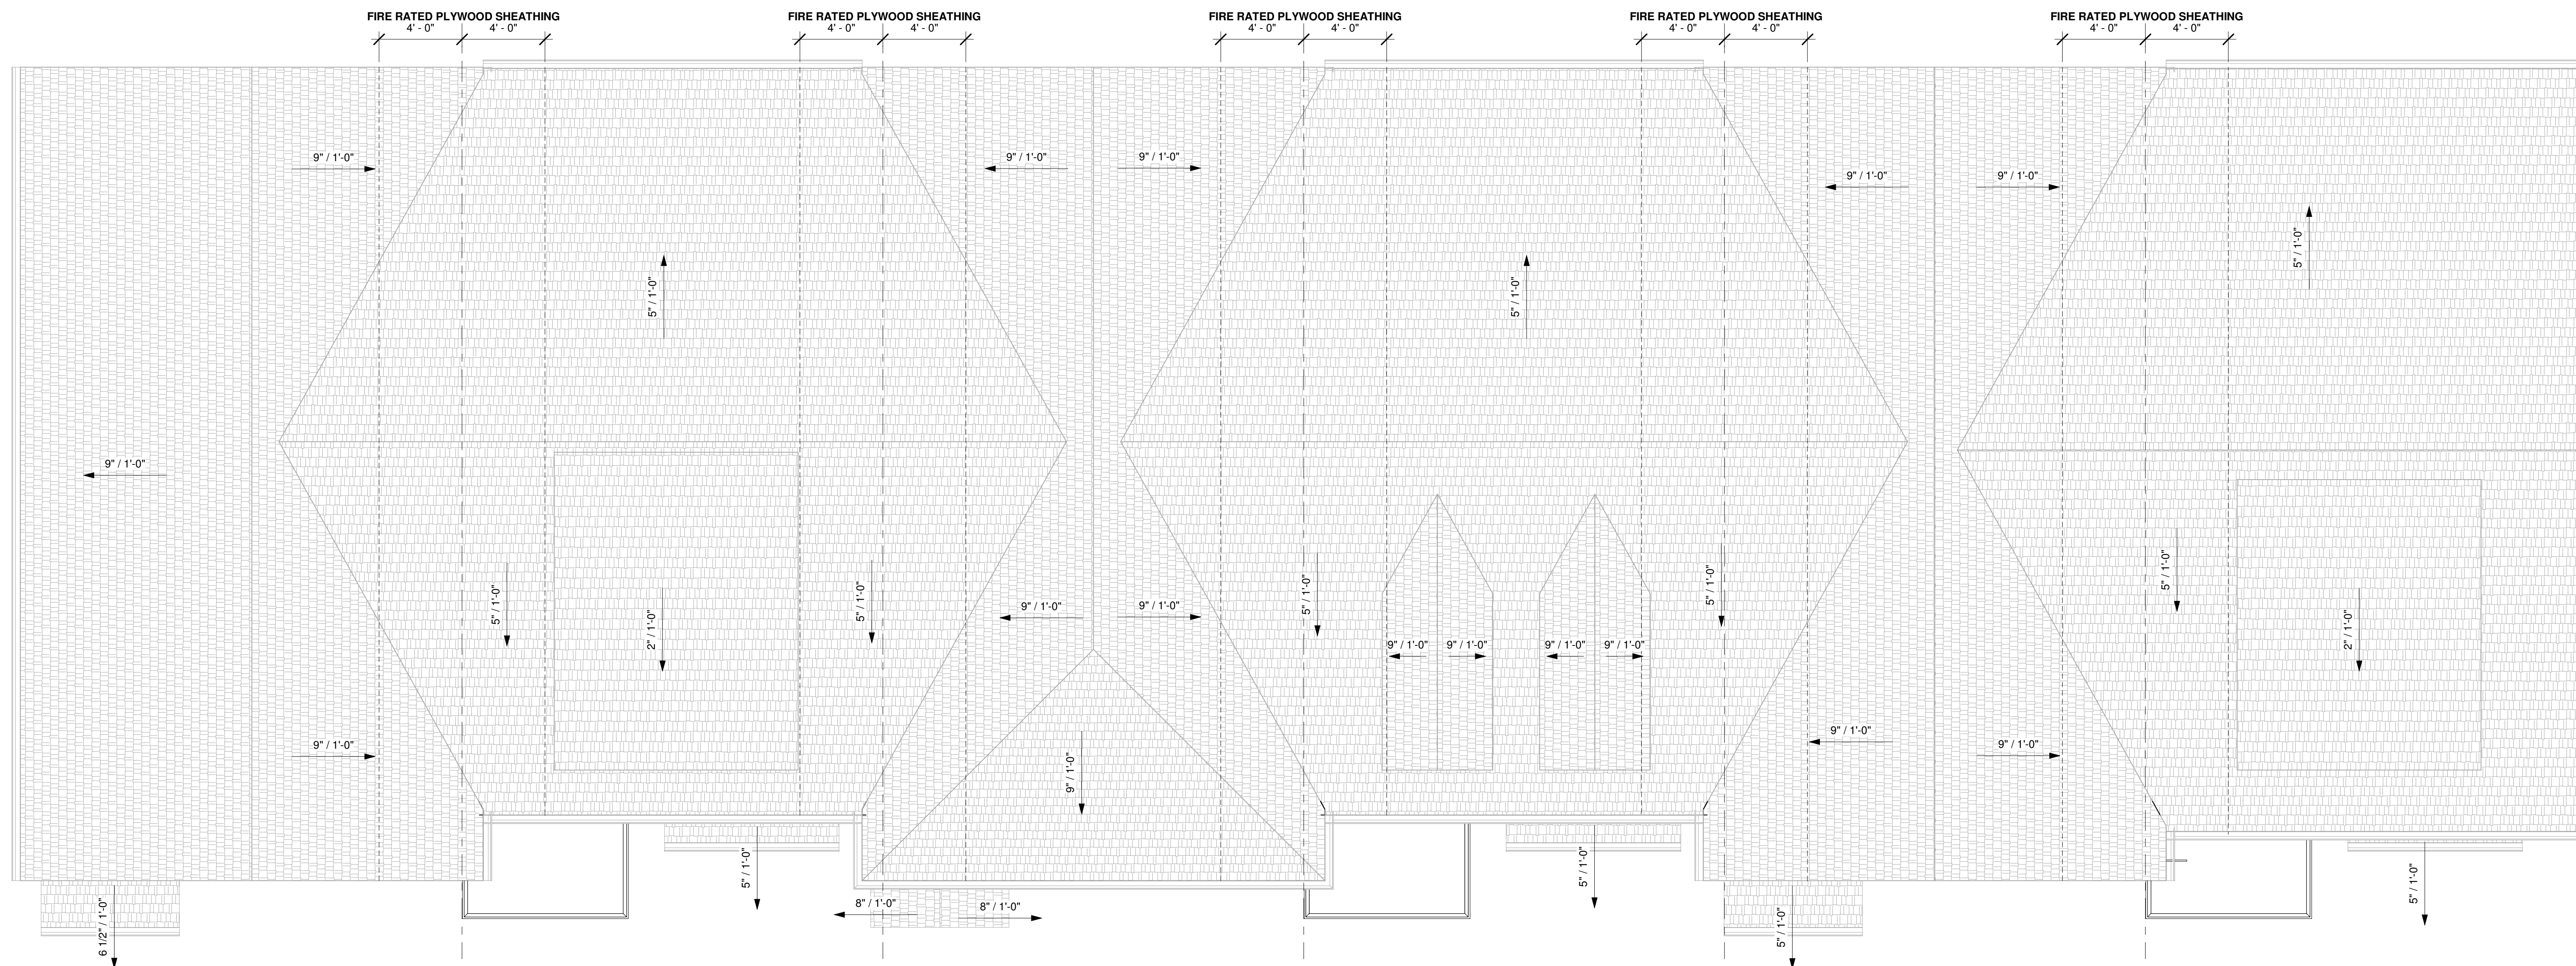 FIRE RATED PLYWOOD SHEATHING
4' - 0" 4' - 0"
FIRE RATED PLYWOOD SHEATHING
4' - 0" 4' - 0"
FIRE RATED PLYWOOD SHEATHING
4' - 0" 4' - 0"
FIRE RATED PLYWOOD SHEATHING
4' - 0" 4' - 0"
FIRE RATED PLYWOOD SHEATHING
4' - 0" 4' - 0"
9" / 1'-0"
9" / 1'-0"
9" / 1'-0"
9" / 1'-0"
9" / 1'-0"
5" / 1'-0"
5" / 1'-0"
5" / 1'-0"
9" / 1'-0"
5" / 1'-0"
2" / 1'-0"
5" / 1'-0"
9" / 1'-0"
9" / 1'-0"
5" / 1'-0"
5" / 1'-0"
5" / 1'-0"
2" / 1'-0"
9" / 1'-0"
9" / 1'-0"
9" / 1'-0"
9" / 1'-0"
9" / 1'-0"
9" / 1'-0"
9" / 1'-0"
9" / 1'-0"
9" / 1'-0"
5" / 1'-0"
5" / 1'-0"
5" / 1'-0"
6 1/2" / 1'-0"
8" / 1'-0"
8" / 1'-0"
5" / 1'-0"